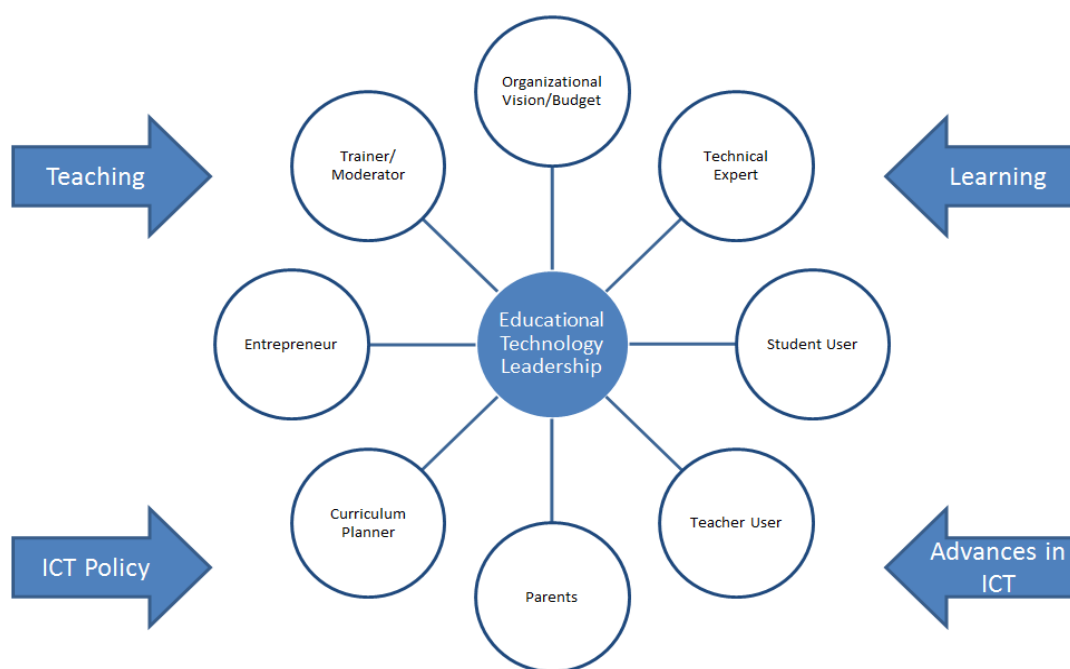 Organizational
Vision/Budget
Trainer/
Moderator
Technical
Expert
Teaching
Learning
Educational
Technology
Leadership
Entrepreneur
Student User
Curriculum
Planner
Teacher User
ICT Policy
Advances in
ICT
Parents